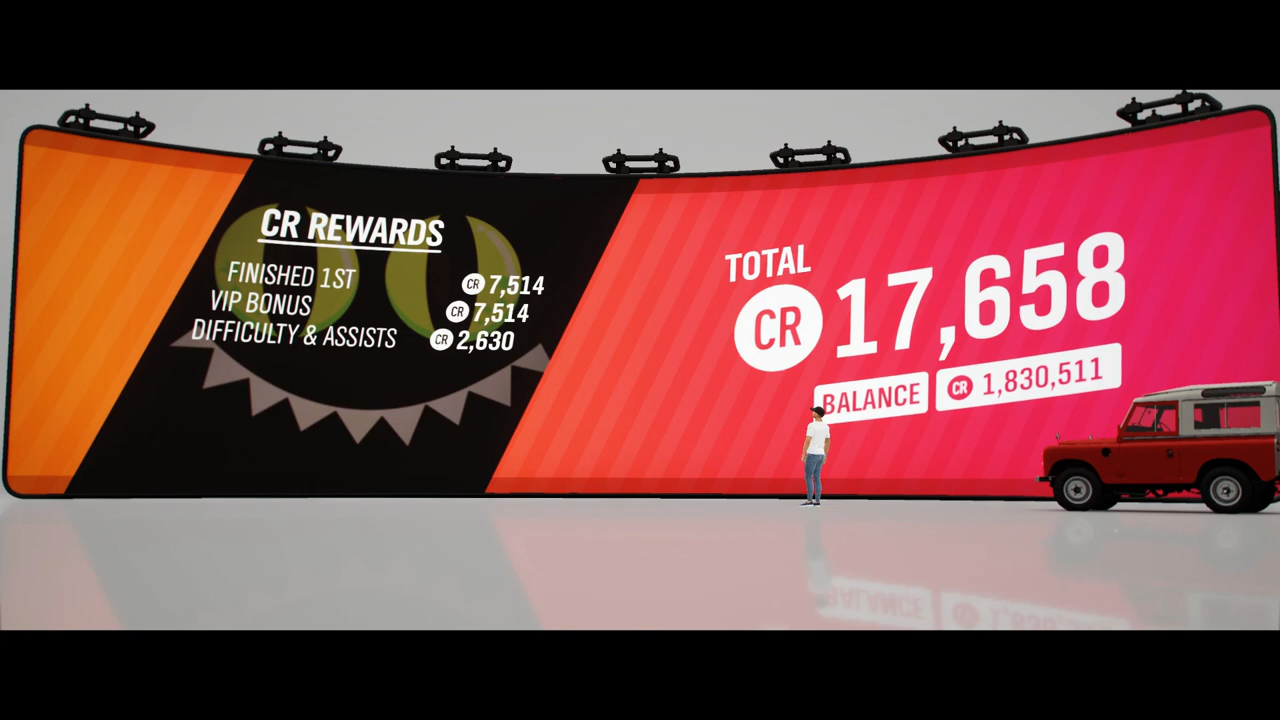 CR REWARDS
FINISHED 1ST CR 7,514
VIP BONUS CR 7,514
DIFFICULTY & ASSISTS CR 2,630
TOTAL
CR 17,658
BALANCE CR 1,830,511